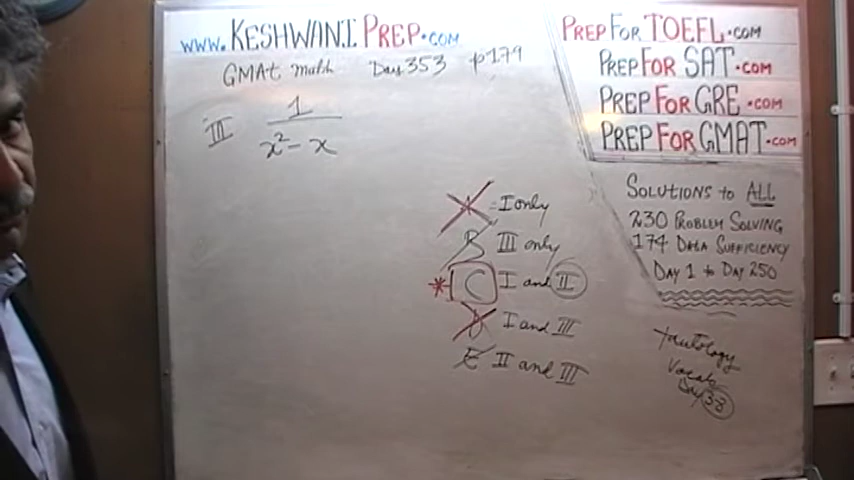 www.KESHWANIPREP.COM
GMAT Math Day 353 p179
III 1
x² - x
A I only
B III only
* C I and II
D I and III
E II and III
PREPFORTOEFL.COM
PREPFORSAT.COM
PREPFORGRE.COM
PREPFORGMAT.COM
SOLUTIONS to ALL
230 PROBLEM SOLVING
174 DATA SUFFICIENCY
DAY 1 to DAY 250
tautology
Vocab
Day 38